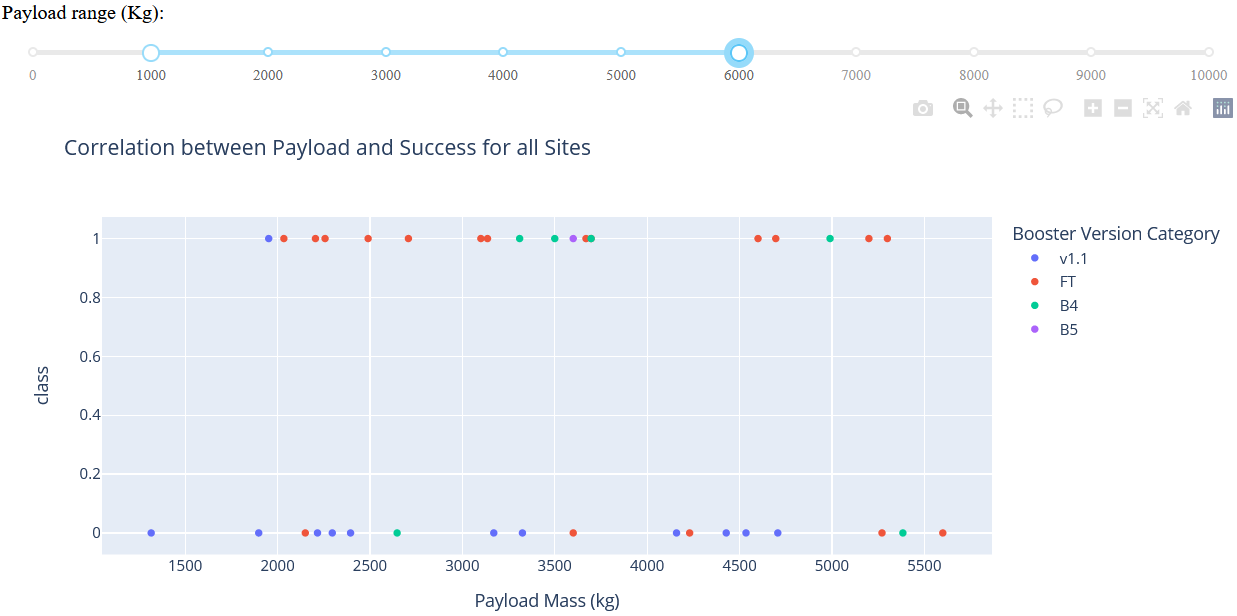 Payload range (Kg):
0 1000 2000 3000 4000 5000 6000 7000 8000 9000 10000
Correlation between Payload and Success for all Sites
Booster Version Category
v1.1
FT
B4
B5
class
1
0.8
0.6
0.4
0.2
0
1500 2000 2500 3000 3500 4000 4500 5000 5500
Payload Mass (kg)